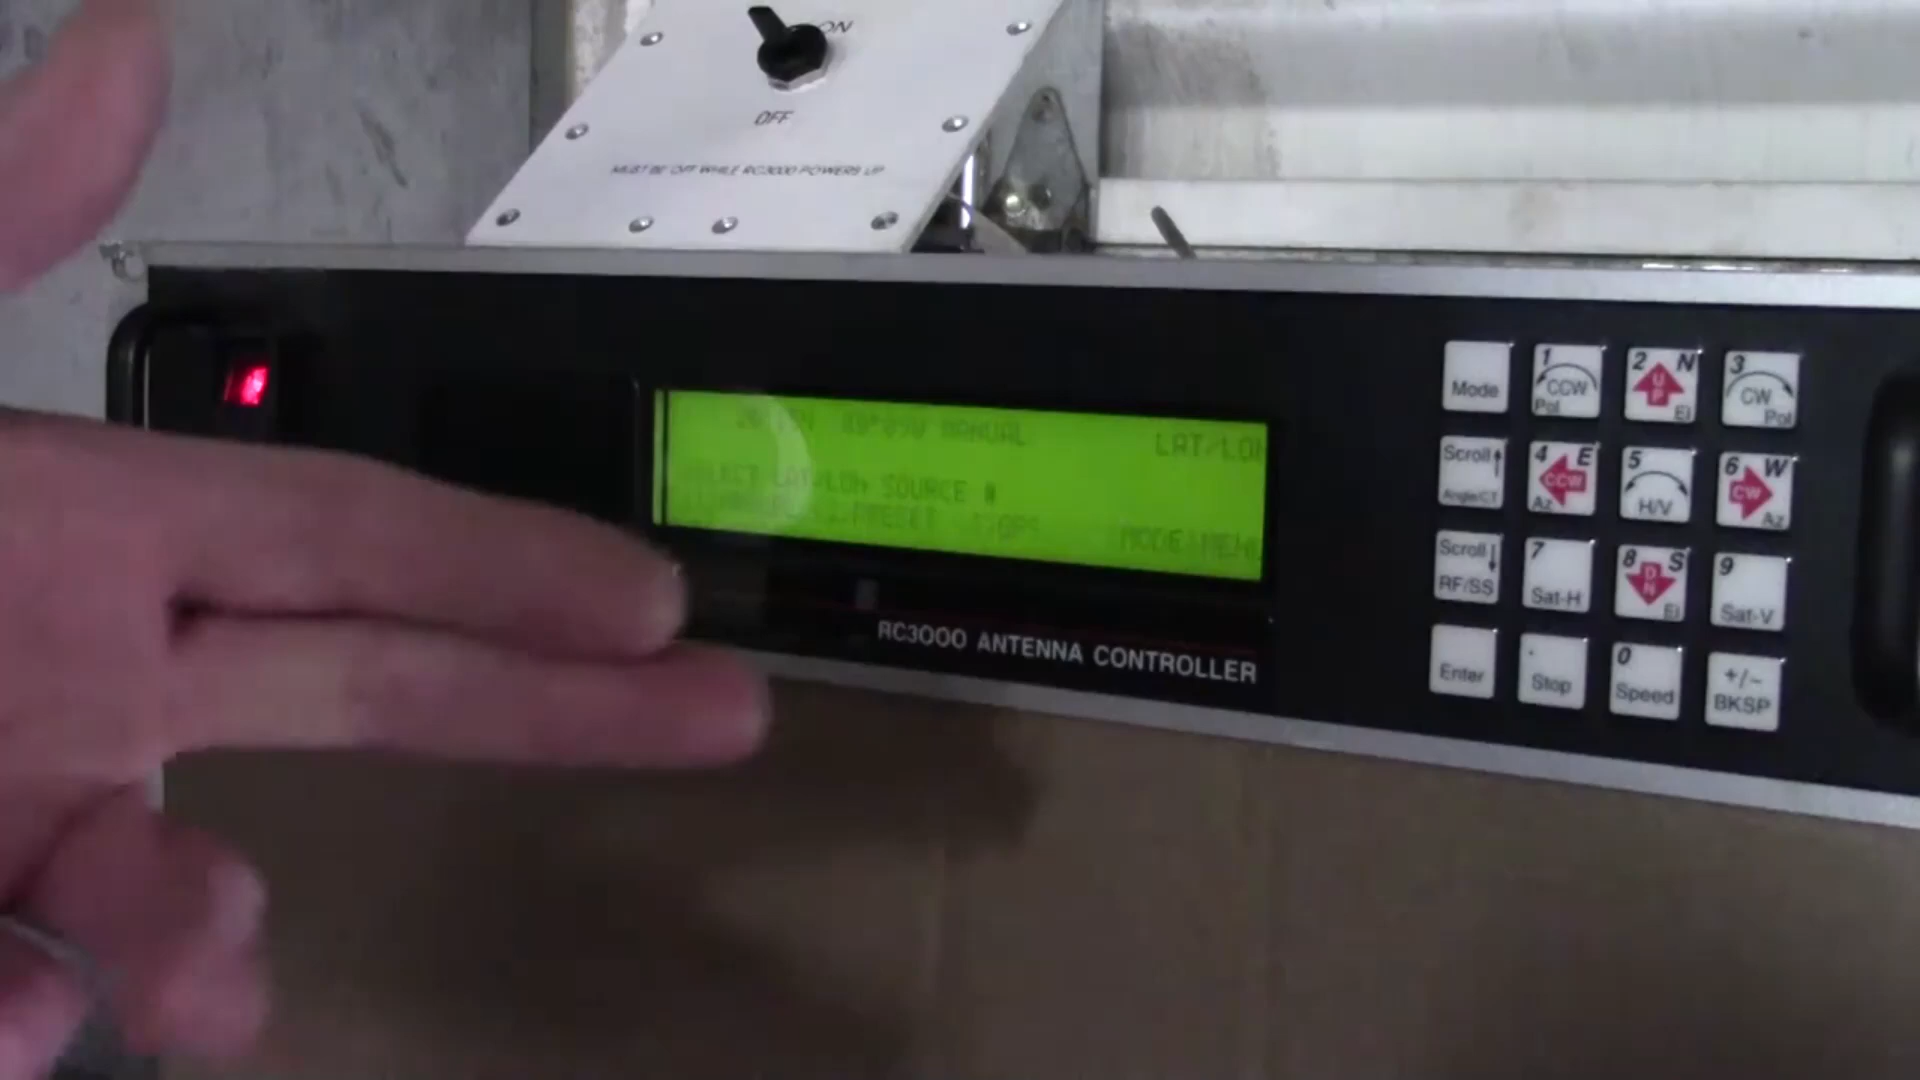 ON
OFF
MUST BE OFF WHILE RC3000 POWERS UP
MANUAL LAT/LON
SELECT LAT/LON SOURCE
PRESET GPS MODE MENU
RC3000 ANTENNA CONTROLLER
Mode
1 CCW Pol
2 N UP El
3 CW Pol
Scroll Angle/CT
4 E CCW Az
5 H/V
6 W CW Az
Scroll RF/SS
7 Sat-H
8 S DN El
9 Sat-V
Enter
. Stop
0 Speed
+/- BKSP